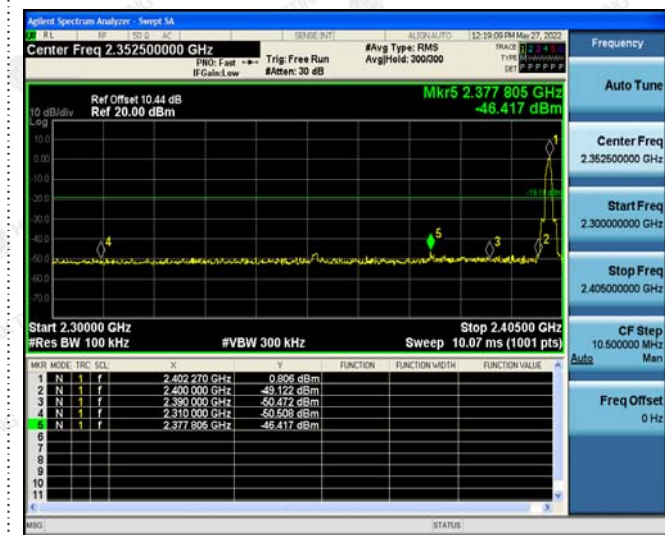 Agilent Spectrum Analyzer - Swept SA
RL RF 50 Ω AC SENSE:INT ALIGNAUTO 12:19:09 PM May 27, 2022
Center Freq 2.352500000 GHz
PNO: Fast
IFGain:Low
Trig: Free Run
#Atten: 30 dB
#Avg Type: RMS
Avg|Hold: 300/300
TRACE 1 2 3 4 5 6
TYPE
DET P P P P P P
Ref Offset 10.44 dB
10 dB/div Ref 20.00 dBm
Log
Mkr5 2.377 805 GHz
-46.417 dBm
10.0
0.00
-10.0
-20.0
-30.0
-40.0
-50.0
-60.0
-70.0
1
2
3
4
5
Start 2.30000 GHz Stop 2.40500 GHz
#Res BW 100 kHz #VBW 300 kHz Sweep 10.07 ms (1001 pts)
MKR MODE TRC SCL X Y FUNCTION FUNCTION WIDTH FUNCTION VALUE
1 N 1 f 2.402 270 GHz 0.806 dBm
2 N 1 f 2.400 000 GHz -49.122 dBm
3 N 1 f 2.390 000 GHz -50.472 dBm
4 N 1 f 2.310 000 GHz -50.508 dBm
5 N 1 f 2.377 805 GHz -46.417 dBm
6
7
8
9
10
11
MSG STATUS
Frequency
Auto Tune
Center Freq
2.352500000 GHz
Start Freq
2.300000000 GHz
Stop Freq
2.405000000 GHz
CF Step
10.500000 MHz
Auto Man
Freq Offset
0 Hz